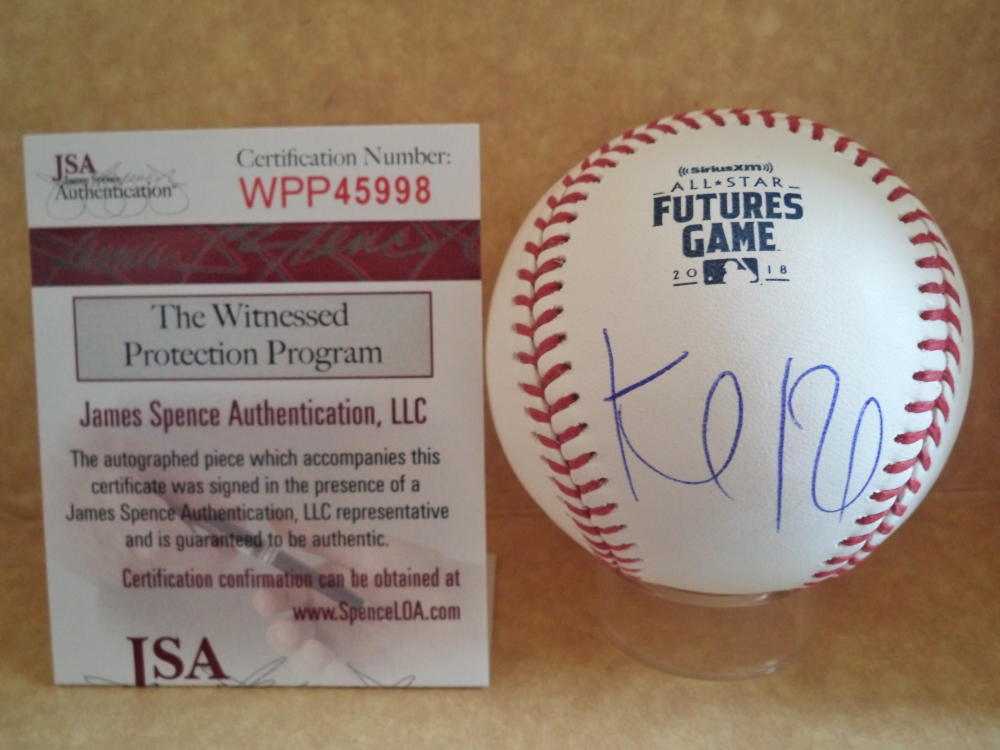 JSA
James Spence
Authentication
Certification Number:
WPP45998
The Witnessed
Protection Program
James Spence Authentication, LLC
The autographed piece which accompanies this
certificate was signed in the presence of a
James Spence Authentication, LLC representative
and is guaranteed to be authentic.
Certification confirmation can be obtained at
www.SpenceLOA.com
JSA
SiriusXM
ALL★STAR
FUTURES
GAME
20 18